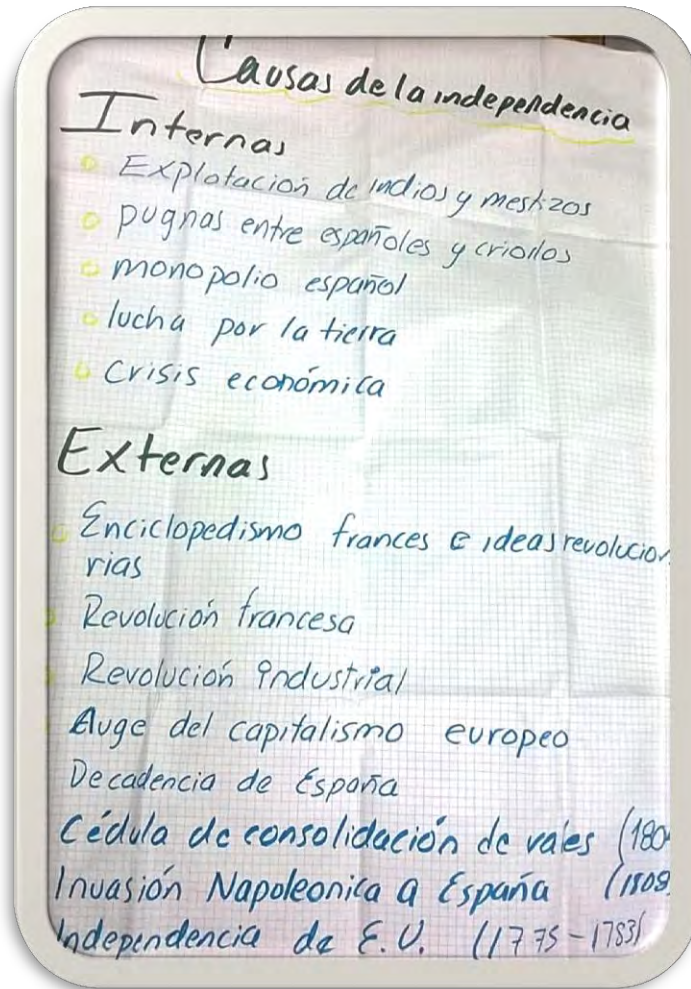 Causas de la independencia
Internas
Explotación de indios y mestizos
pugnas entre españoles y criollos
monopolio español
lucha por la tierra
Crisis económica
Externas
Enciclopedismo frances e ideas revolucion
rias
Revolución francesa
Revolución industrial
Auge del capitalismo europeo
Decadencia de España
Cédula de consolidación de vales (180
Invasión Napoleonica a España (1808
Independencia de E.U. (1775-1783)